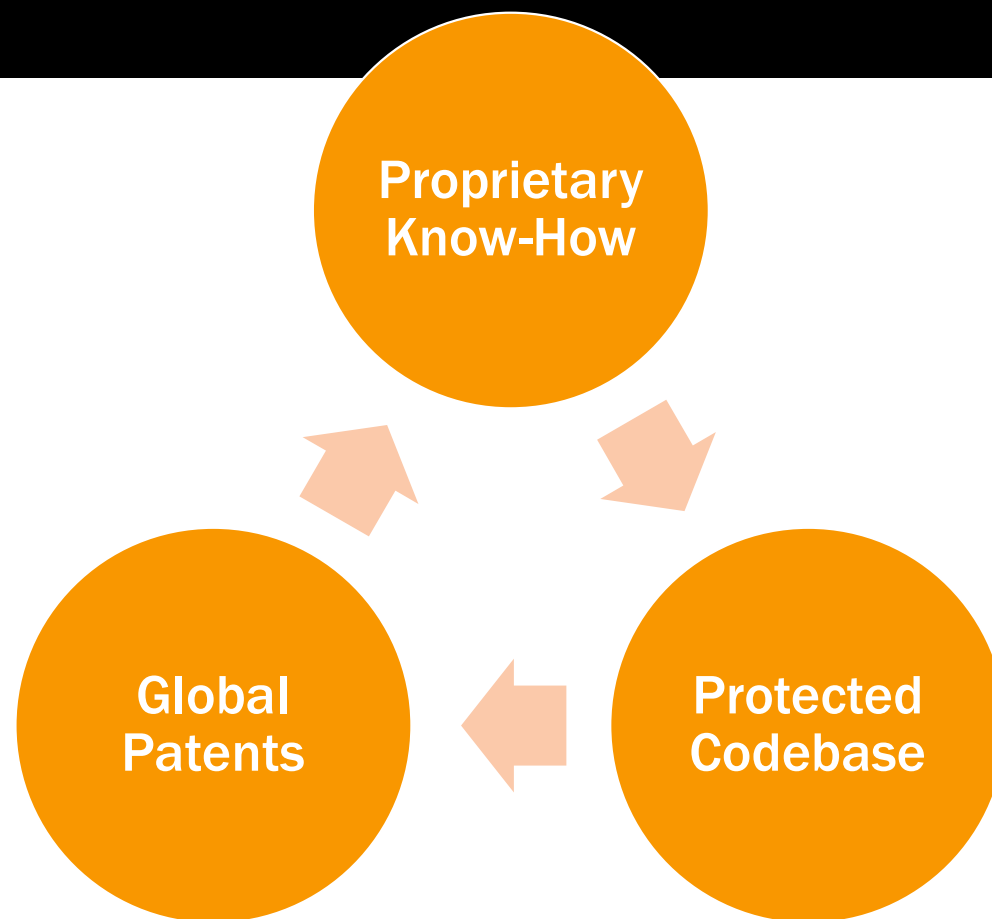 Proprietary
Know-How
Global
Patents
Protected
Codebase